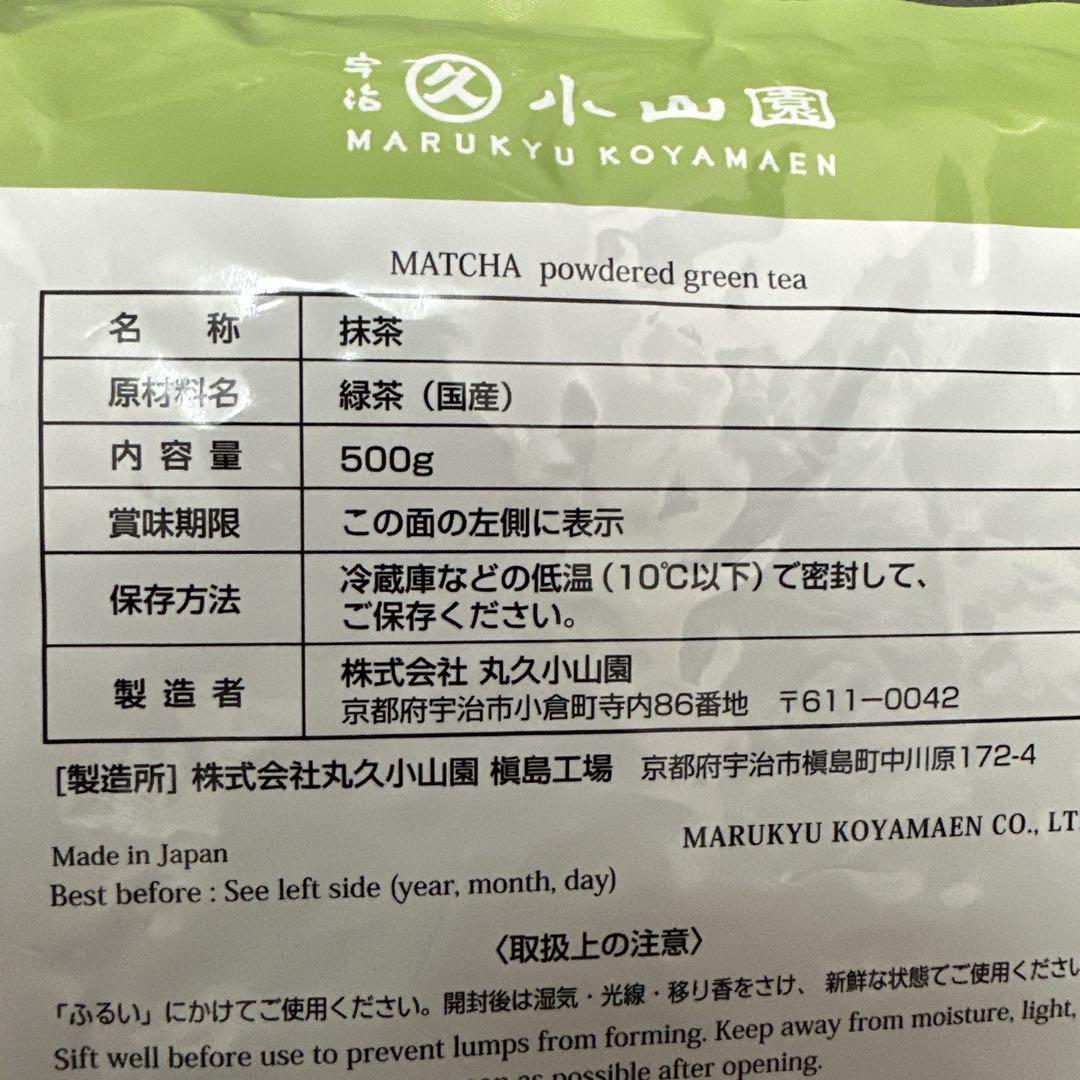 宇治 久 小山園
MARUKYU KOYAMAEN
MATCHA powdered green tea
名 称 抹茶
原材料名 緑茶（国産）
内容量 500g
賞味期限 この面の左側に表示
保存方法 冷蔵庫などの低温（10℃以下）で密封して、
ご保存ください。
製造者 株式会社 丸久小山園
京都府宇治市小倉町寺内86番地 〒611-0042
[製造所] 株式会社丸久小山園 槇島工場 京都府宇治市槇島町中川原172-4
MARUKYU KOYAMAEN CO., LT
Made in Japan
Best before : See left side (year, month, day)
〈取扱上の注意〉
「ふるい」にかけてご使用ください。開封後は湿気・光線・移り香をさけ、 新鮮な状態でご使用ください
Sift well before use to prevent lumps from forming. Keep away from moisture, light,
as possible after opening.